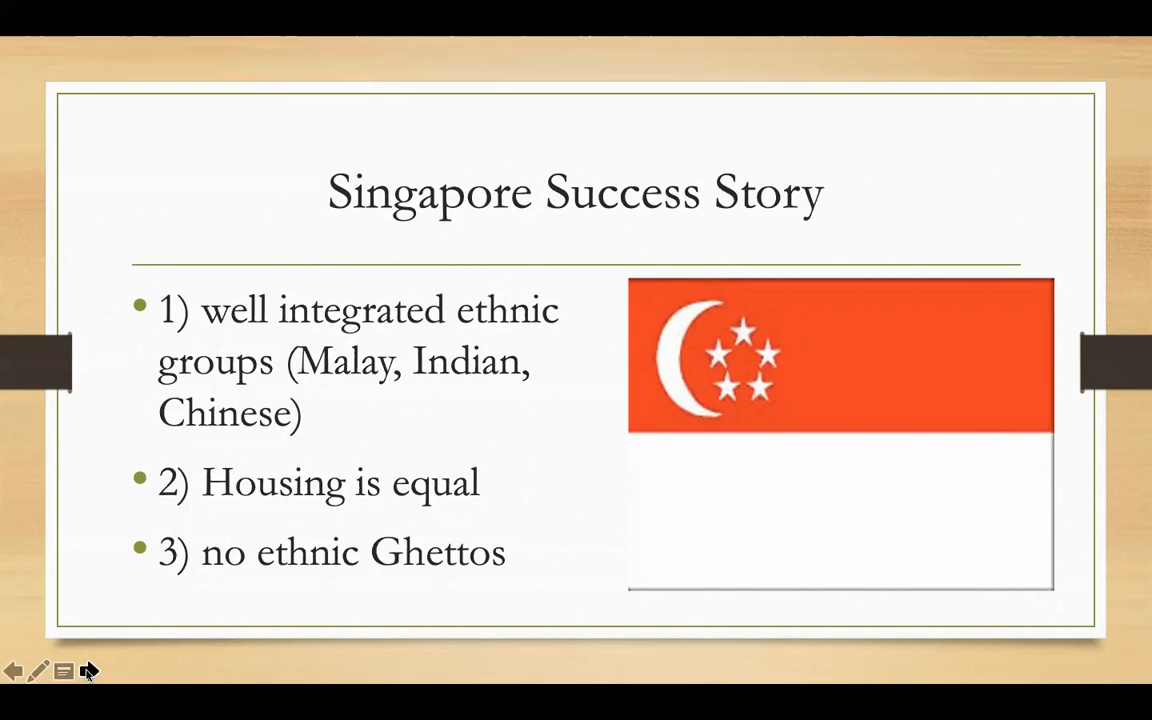 Singapore Success Story
• 1) well integrated ethnic
groups (Malay, Indian,
Chinese)
• 2) Housing is equal
• 3) no ethnic Ghettos